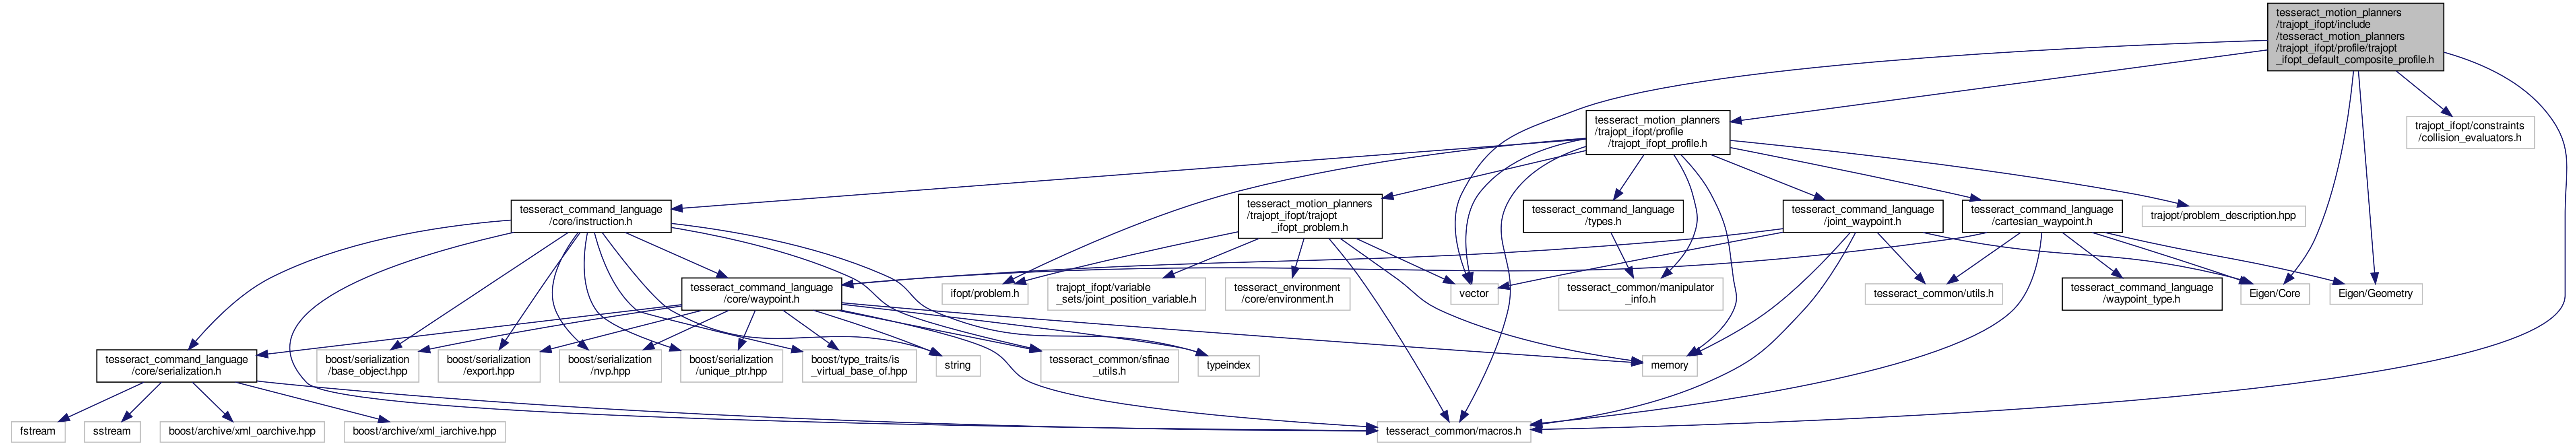 tesseract_motion_planners
/trajopt_ifopt/include
/tesseract_motion_planners
/trajopt_ifopt/profile/trajopt
_ifopt_default_composite_profile.h
tesseract_motion_planners
/trajopt_ifopt/profile
/trajopt_ifopt_profile.h
trajopt_ifopt/constraints
/collision_evaluators.h
tesseract_command_language
/core/instruction.h
tesseract_motion_planners
/trajopt_ifopt/trajopt
_ifopt_problem.h
tesseract_command_language
/types.h
tesseract_command_language
/joint_waypoint.h
tesseract_command_language
/cartesian_waypoint.h
trajopt/problem_description.hpp
tesseract_command_language
/core/waypoint.h
ifopt/problem.h
trajopt_ifopt/variable
_sets/joint_position_variable.h
tesseract_environment
/core/environment.h
vector
tesseract_common/manipulator
_info.h
tesseract_common/utils.h
tesseract_command_language
/waypoint_type.h
Eigen/Core
Eigen/Geometry
tesseract_command_language
/core/serialization.h
boost/serialization
/base_object.hpp
boost/serialization
/export.hpp
boost/serialization
/nvp.hpp
boost/serialization
/unique_ptr.hpp
boost/type_traits/is
_virtual_base_of.hpp
string
tesseract_common/sfinae
_utils.h
typeindex
memory
fstream
sstream
boost/archive/xml_oarchive.hpp
boost/archive/xml_iarchive.hpp
tesseract_common/macros.h